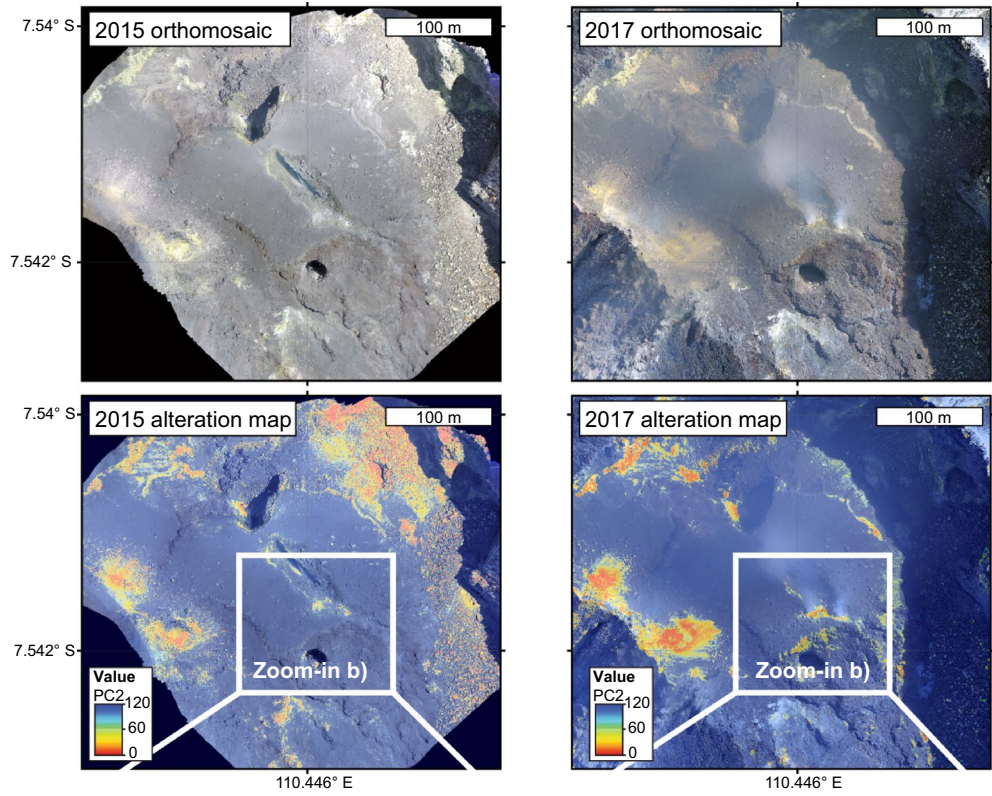 7.54° S
2015 orthomosaic
100 m
2017 orthomosaic
100 m
7.542° S
7.54° S
2015 alteration map
100 m
2017 alteration map
100 m
7.542° S
Zoom-in b)
Zoom-in b)
Value
PC2
120
60
0
Value
PC2
120
60
0
110.446° E
110.446° E